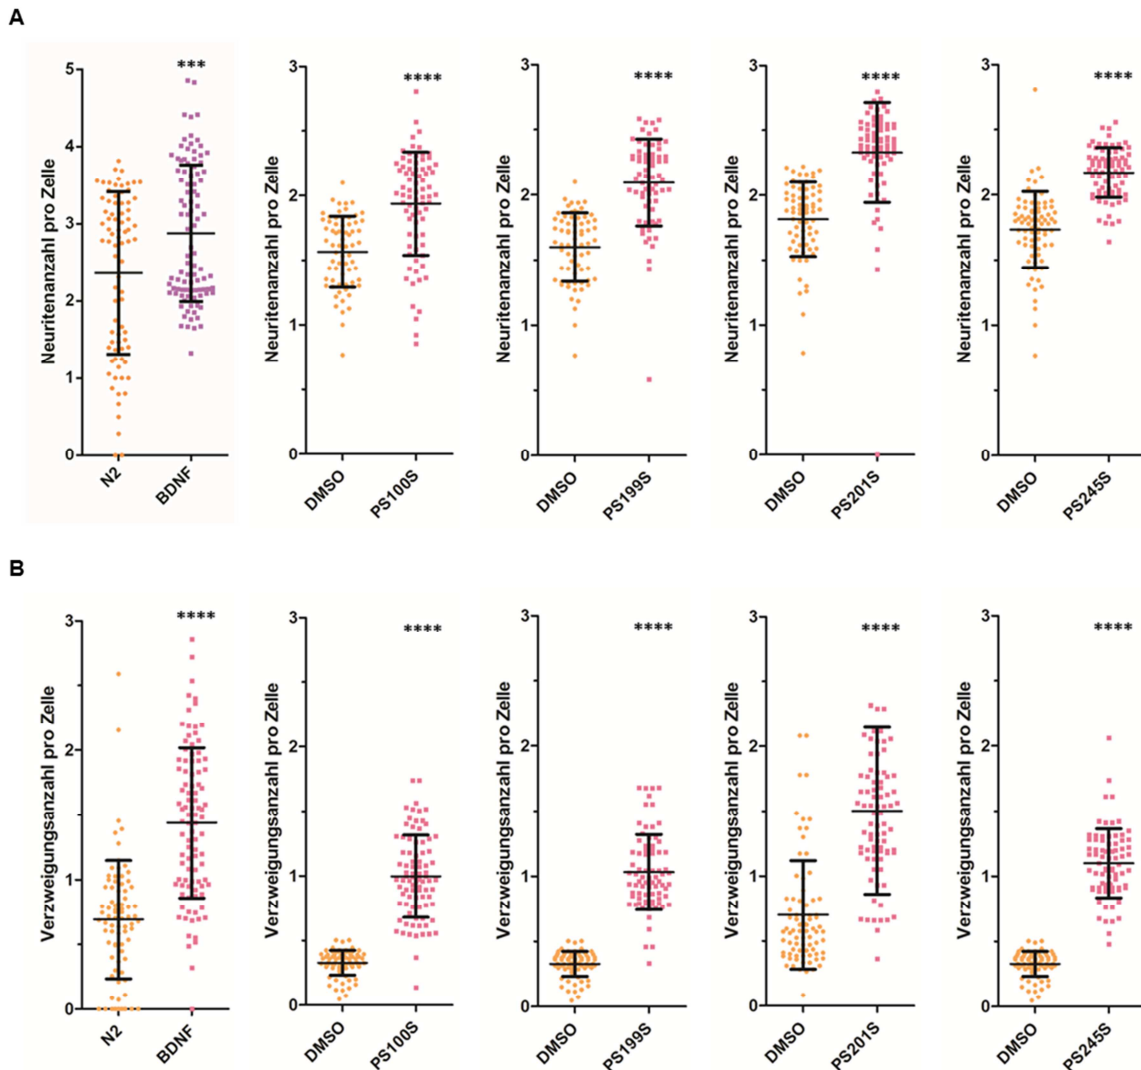 A
Neuritenanzahl pro Zelle
5
4
3
2
1
0
***
N2
BDNF
Neuritenanzahl pro Zelle
3
2
1
0
****
DMSO
PS100S
Neuritenanzahl pro Zelle
3
2
1
0
****
DMSO
PS199S
Neuritenanzahl pro Zelle
3
2
1
0
****
DMSO
PS201S
Neuritenanzahl pro Zelle
3
2
1
0
****
DMSO
PS245S
B
Verzweigungsanzahl pro Zelle
3
2
1
0
****
N2
BDNF
Verzweigungsanzahl pro Zelle
3
2
1
0
****
DMSO
PS100S
Verzweigungsanzahl pro Zelle
3
2
1
0
****
DMSO
PS199S
Verzweigungsanzahl pro Zelle
3
2
1
0
****
DMSO
PS201S
Verzweigungsanzahl pro Zelle
3
2
1
0
****
DMSO
PS245S